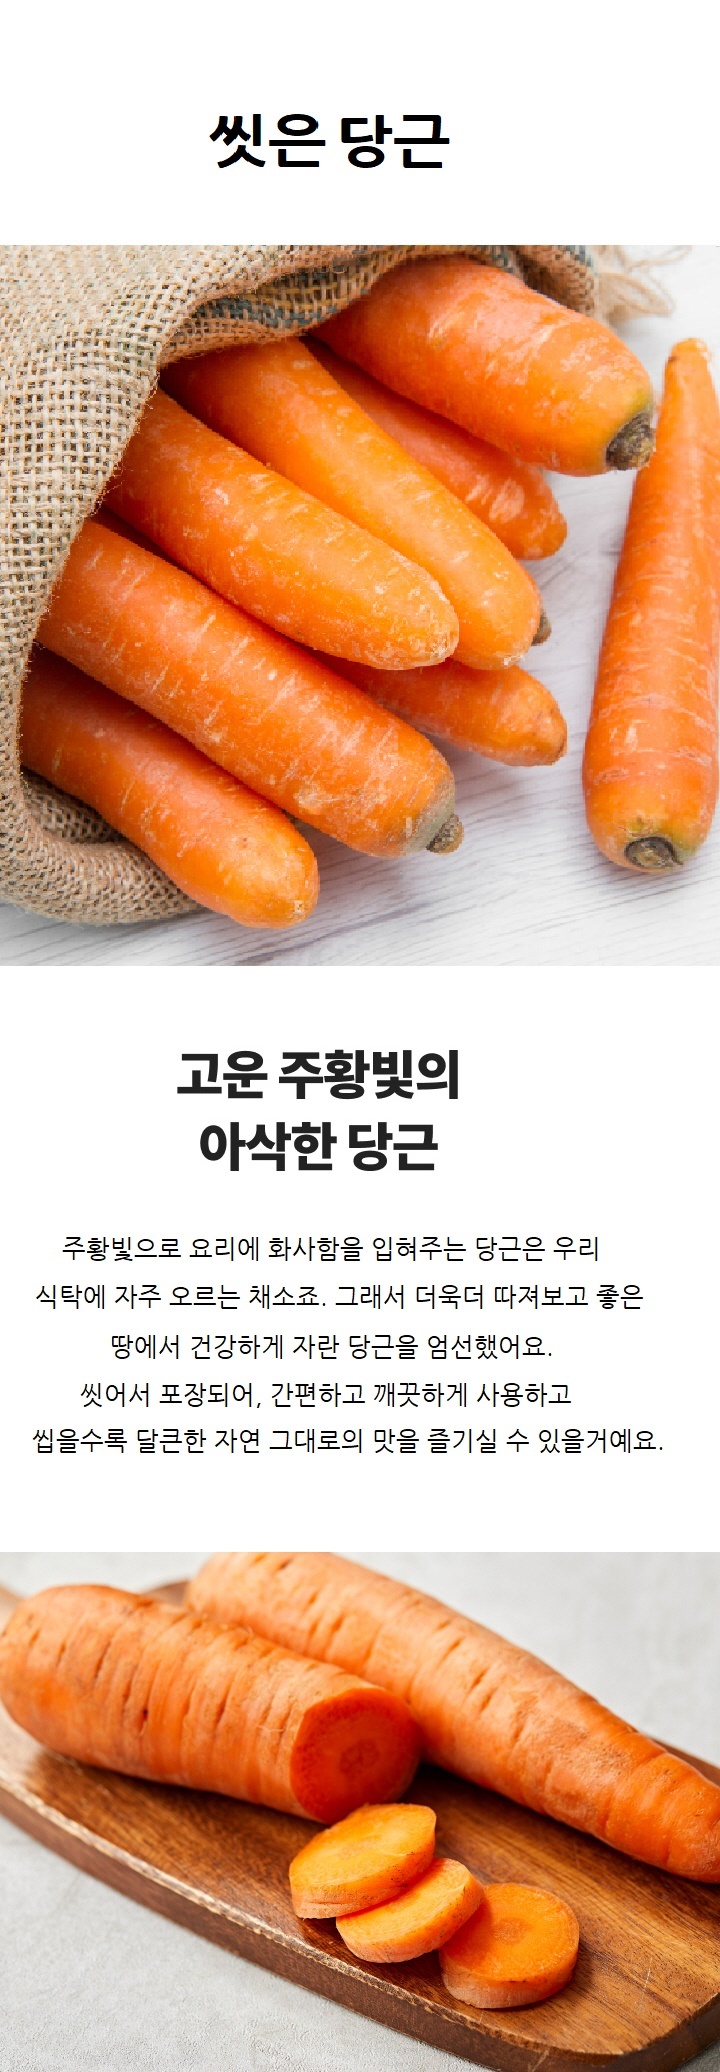 씻은 당근
고운 주황빛의
아삭한 당근
주황빛으로 요리에 화사함을 입혀주는 당근은 우리
식탁에 자주 오르는 채소죠. 그래서 더욱더 따져보고 좋은
땅에서 건강하게 자란 당근을 엄선했어요.
씻어서 포장되어, 간편하고 깨끗하게 사용하고
씹을수록 달큰한 자연 그대로의 맛을 즐기실 수 있을거예요.